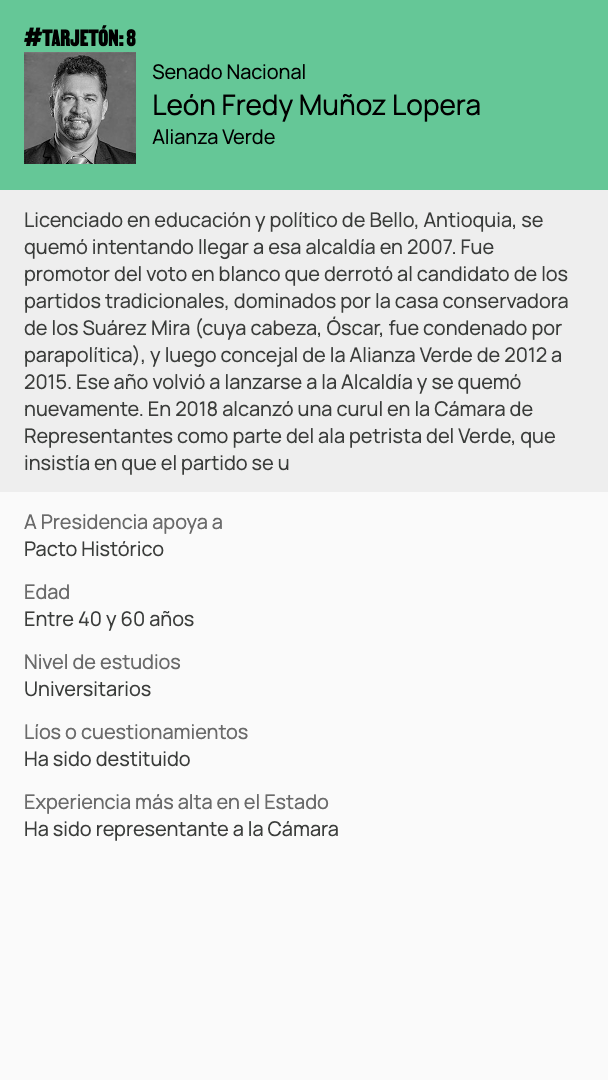 #TARJETÓN: 8
Senado Nacional
León Fredy Muñoz Lopera
Alianza Verde
Licenciado en educación y político de Bello, Antioquia, se
quemó intentando llegar a esa alcaldía en 2007. Fue
promotor del voto en blanco que derrotó al candidato de los
partidos tradicionales, dominados por la casa conservadora
de los Suárez Mira (cuya cabeza, Óscar, fue condenado por
parapolítica), y luego concejal de la Alianza Verde de 2012 a
2015. Ese año volvió a lanzarse a la Alcaldía y se quemó
nuevamente. En 2018 alcanzó una curul en la Cámara de
Representantes como parte del ala petrista del Verde, que
insistía en que el partido se u
A Presidencia apoya a
Pacto Histórico
Edad
Entre 40 y 60 años
Nivel de estudios
Universitarios
Líos o cuestionamientos
Ha sido destituido
Experiencia más alta en el Estado
Ha sido representante a la Cámara